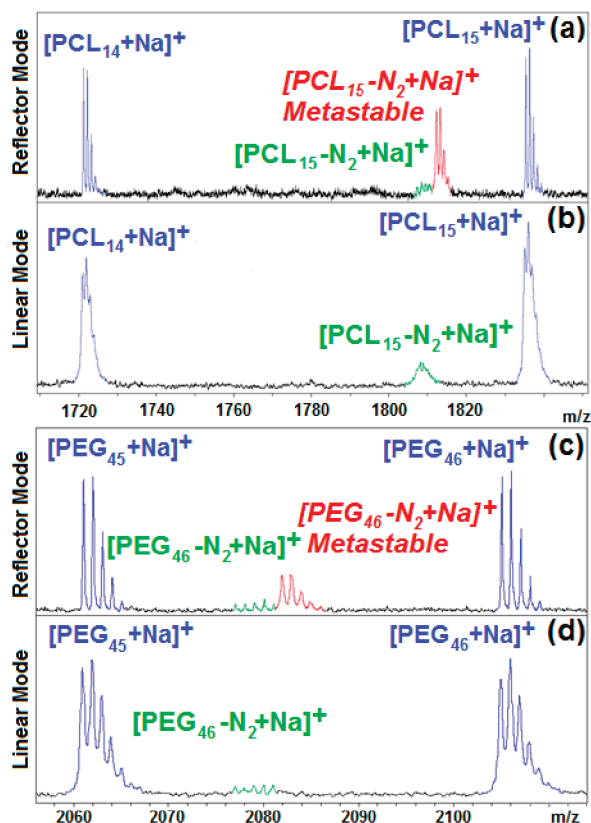 Reflector Mode
[PCL14+Na]+
[PCL15+Na]+
(a)
[PCL15-N2+Na]+
Metastable
[PCL15-N2+Na]+
Linear Mode
[PCL14+Na]+
[PCL15+Na]+
(b)
[PCL15-N2+Na]+
1720 1740 1760 1780 1800 1820 m/z
Reflector Mode
[PEG45+Na]+
[PEG46+Na]+
(c)
[PEG46-N2+Na]+
Metastable
[PEG46-N2+Na]+
Linear Mode
[PEG45+Na]+
[PEG46+Na]+
(d)
[PEG46-N2+Na]+
2060 2070 2080 2090 2100 m/z